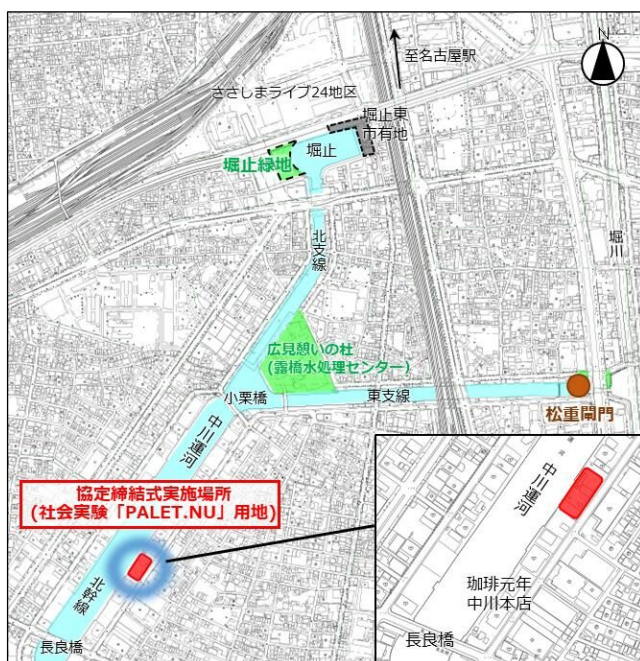 N
至名古屋駅
ささしまライブ24地区
堀止東
市有地
堀止
堀止緑地
北支線
堀川
広見憩いの杜
(露橋水処理センター)
小栗橋
東支線
松重閘門
中川運河
協定締結式実施場所
(社会実験「PALET.NU」用地)
北幹線
長良橋
中川運河
珈琲元年
中川本店
長良橋